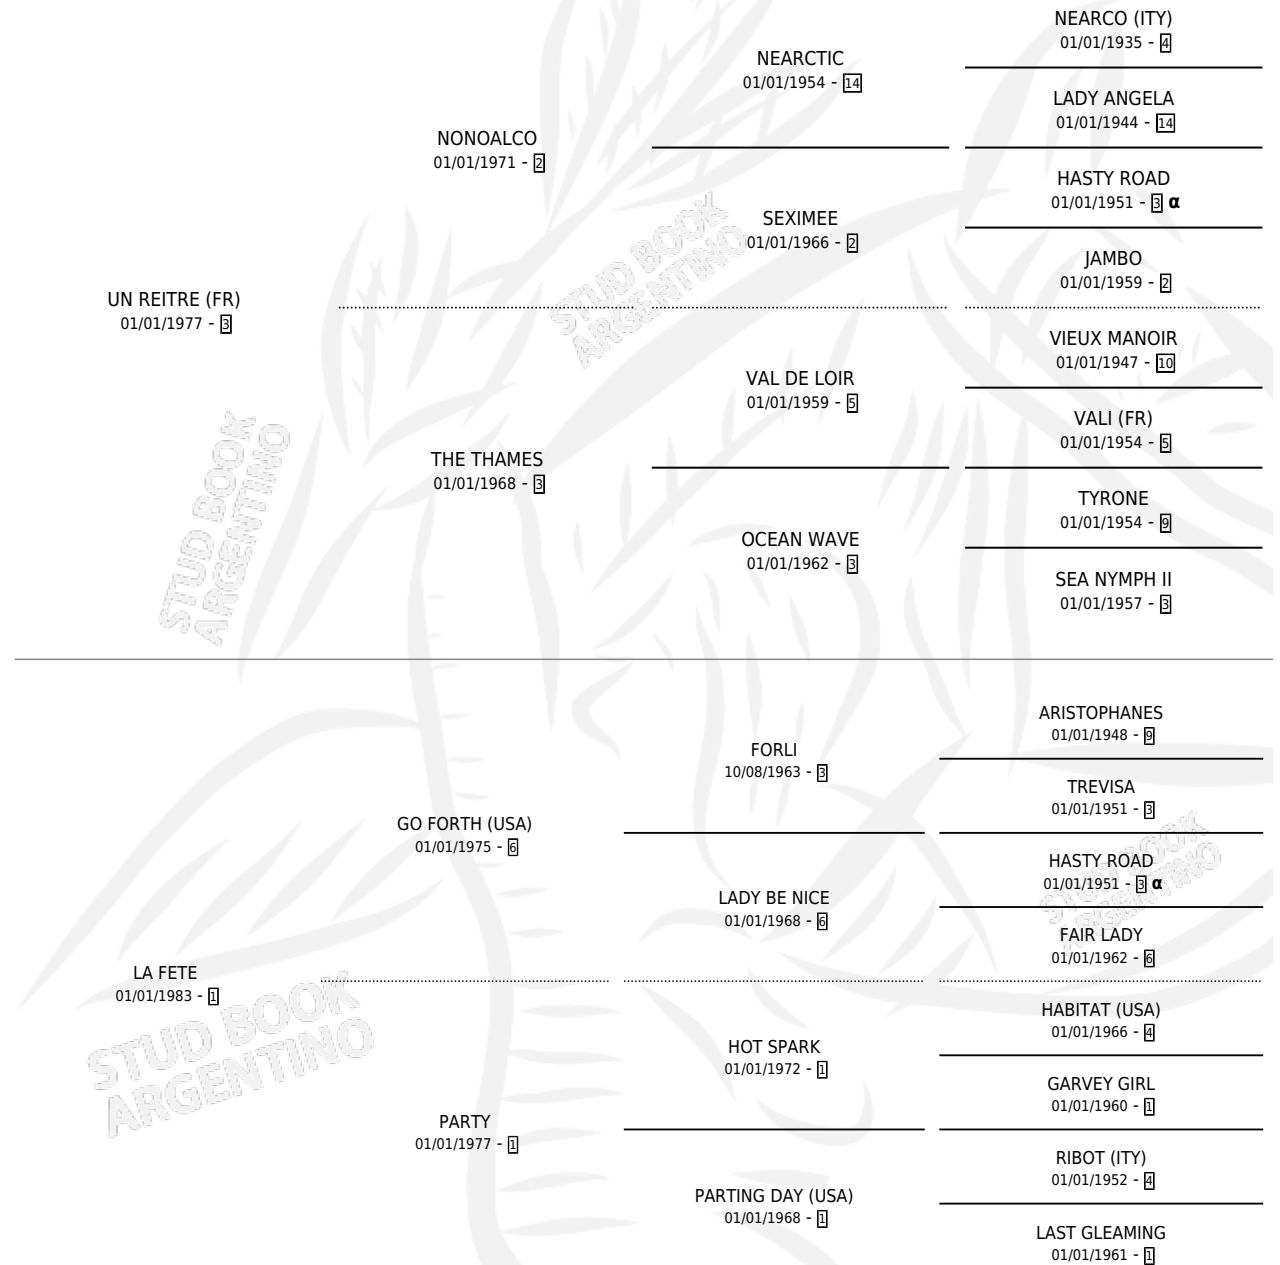 NEARCO (ITY)
01/01/1935 - 4
NEARCTIC
01/01/1954 - 14
LADY ANGELA
01/01/1944 - 14
NONOALCO
01/01/1971 - 2
HASTY ROAD
01/01/1951 - 3 α
SEXIMEE
01/01/1966 - 2
JAMBO
01/01/1959 - 2
UN REITRE (FR)
01/01/1977 - 3
VIEUX MANOIR
01/01/1947 - 10
VAL DE LOIR
01/01/1959 - 5
VALI (FR)
01/01/1954 - 5
THE THAMES
01/01/1968 - 3
TYRONE
01/01/1954 - 9
OCEAN WAVE
01/01/1962 - 3
SEA NYMPH II
01/01/1957 - 3
ARISTOPHANES
01/01/1948 - 9
FORLI
10/08/1963 - 3
TREVISA
01/01/1951 - 3
GO FORTH (USA)
01/01/1975 - 6
HASTY ROAD
01/01/1951 - 3 α
LADY BE NICE
01/01/1968 - 6
FAIR LADY
01/01/1962 - 6
LA FETE
01/01/1983 - 1
HABITAT (USA)
01/01/1966 - 4
HOT SPARK
01/01/1972 - 1
GARVEY GIRL
01/01/1960 - 1
PARTY
01/01/1977 - 1
RIBOT (ITY)
01/01/1952 - 4
PARTING DAY (USA)
01/01/1968 - 1
LAST GLEAMING
01/01/1961 - 1
STUD BOOK
ARGENTINO
STUD BOOK
ARGENTINO
STUD BOOK
ARGENTINO
STUD BOOK
ARGENTINO